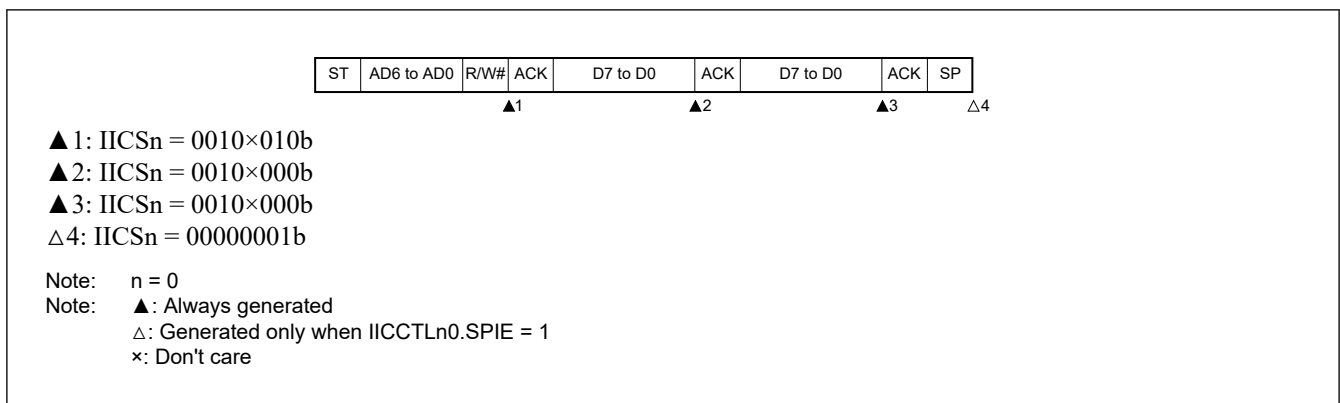 ST AD6 to AD0 R/W# ACK D7 to D0 ACK D7 to D0 ACK SP
▲1 ▲2 ▲3 △4
▲1: IICSn = 0010×010b
▲2: IICSn = 0010×000b
▲3: IICSn = 0010×000b
△4: IICSn = 00000001b
Note: n = 0
Note: ▲: Always generated
△: Generated only when IICCTLn0.SPIE = 1
×: Don't care